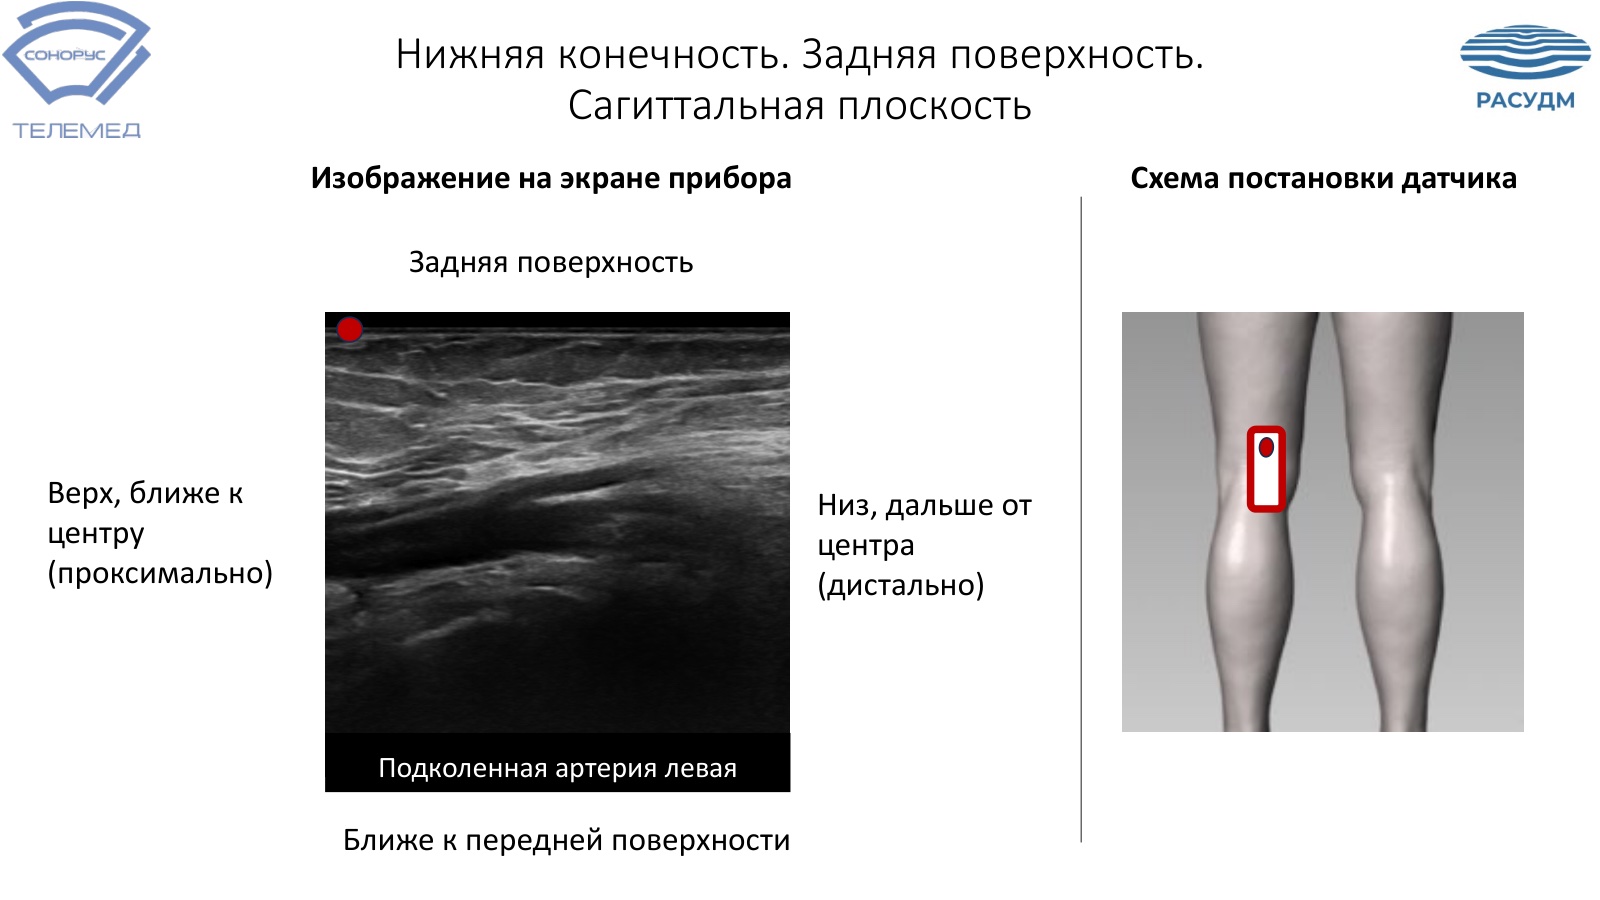 СОНОРУС
ТЕЛЕМЕД
Нижняя конечность. Задняя поверхность.
Сагиттальная плоскость
РАСУДМ
Изображение на экране прибора
Схема постановки датчика
Задняя поверхность
Верх, ближе к
центру
(проксимально)
Низ, дальше от
центра
(дистально)
Подколенная артерия левая
Ближе к передней поверхности